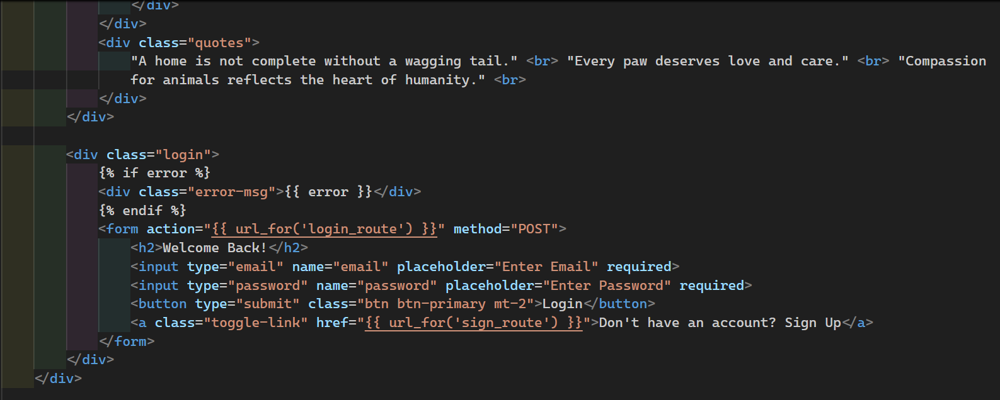 </div>
</div>
<div class="quotes">
"A home is not complete without a wagging tail." <br> "Every paw deserves love and care." <br> "Compassion
for animals reflects the heart of humanity." <br>
</div>
</div>
<div class="login">
{% if error %}
<div class="error-msg">{{ error }}</div>
{% endif %}
<form action="{{ url_for('login_route') }}" method="POST">
<h2>Welcome Back!</h2>
<input type="email" name="email" placeholder="Enter Email" required>
<input type="password" name="password" placeholder="Enter Password" required>
<button type="submit" class="btn btn-primary mt-2">Login</button>
<a class="toggle-link" href="{{ url_for('sign_route') }}">Don't have an account? Sign Up</a>
</form>
</div>
</div>